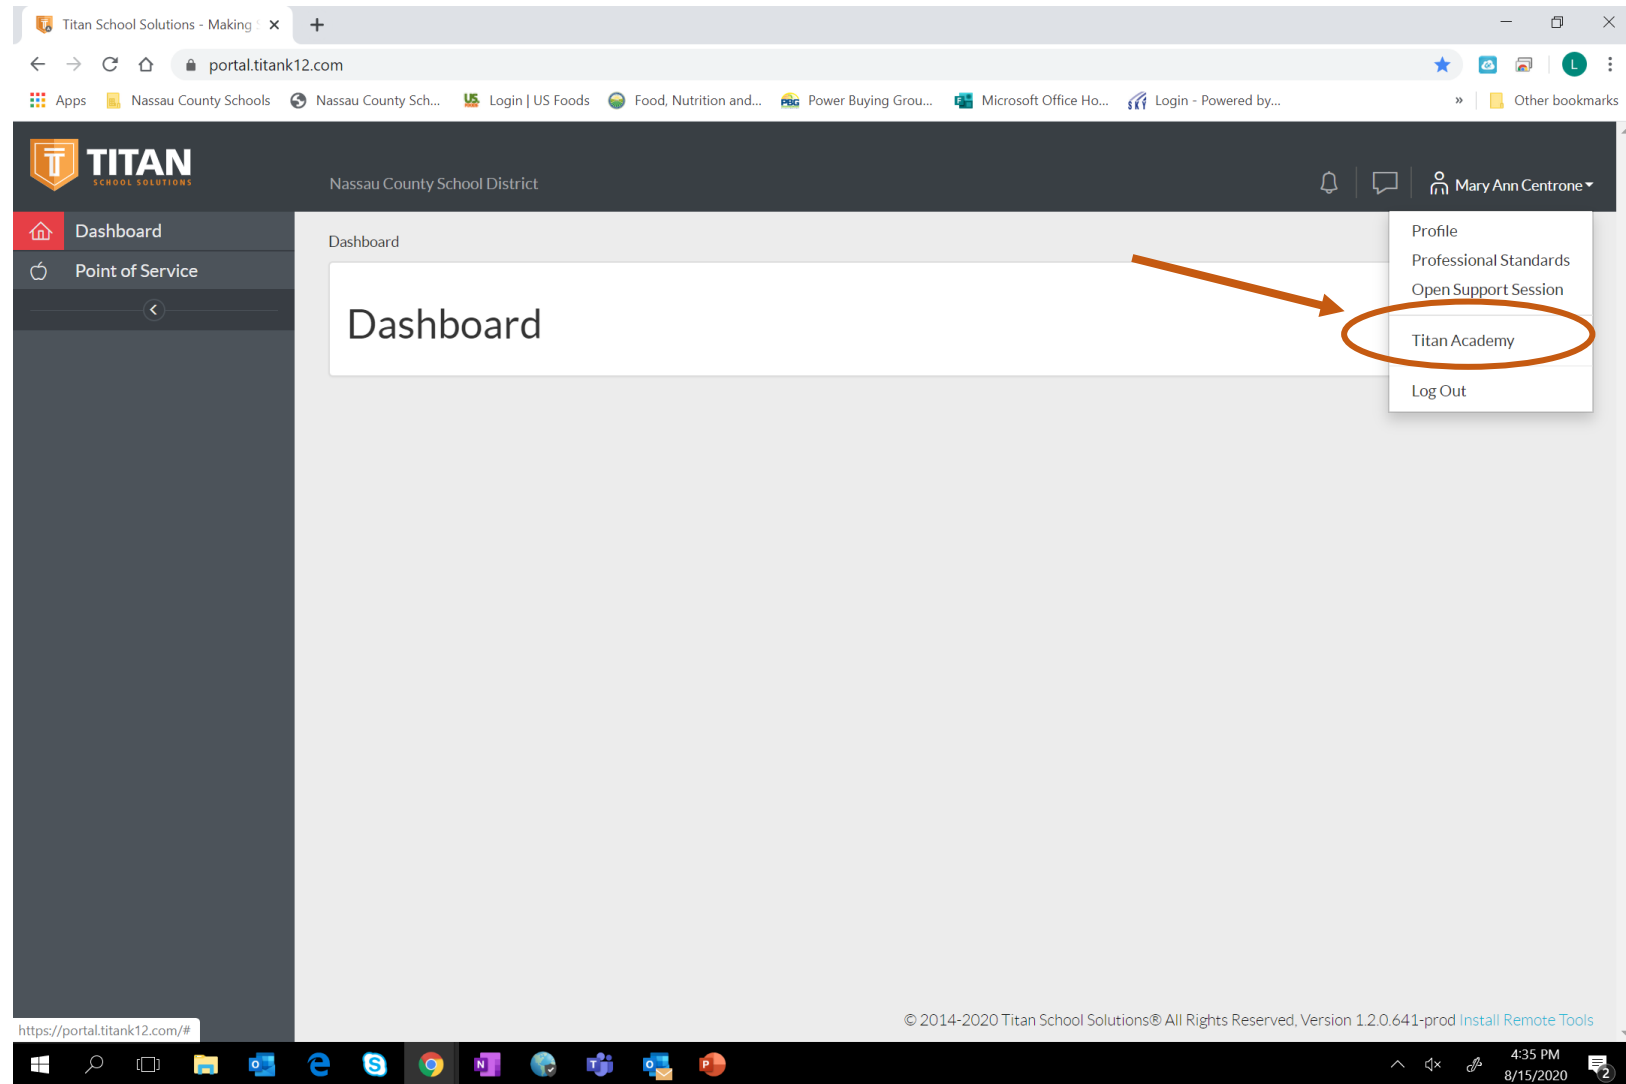 Titan School Solutions - Making
portal.titank12.com
Apps Nassau County Schools Nassau County Sch... Login | US Foods Food, Nutrition and... Power Buying Grou... Microsoft Office Ho... Login - Powered by... » Other bookmarks
TITAN
SCHOOL SOLUTIONS
Nassau County School District
Mary Ann Centrone
Dashboard
Point of Service
Dashboard
Dashboard
Profile
Professional Standards
Open Support Session
Titan Academy
Log Out
© 2014-2020 Titan School Solutions® All Rights Reserved, Version 1.2.0.641-prod Install Remote Tools
https://portal.titank12.com/#
4:35 PM
8/15/2020
2